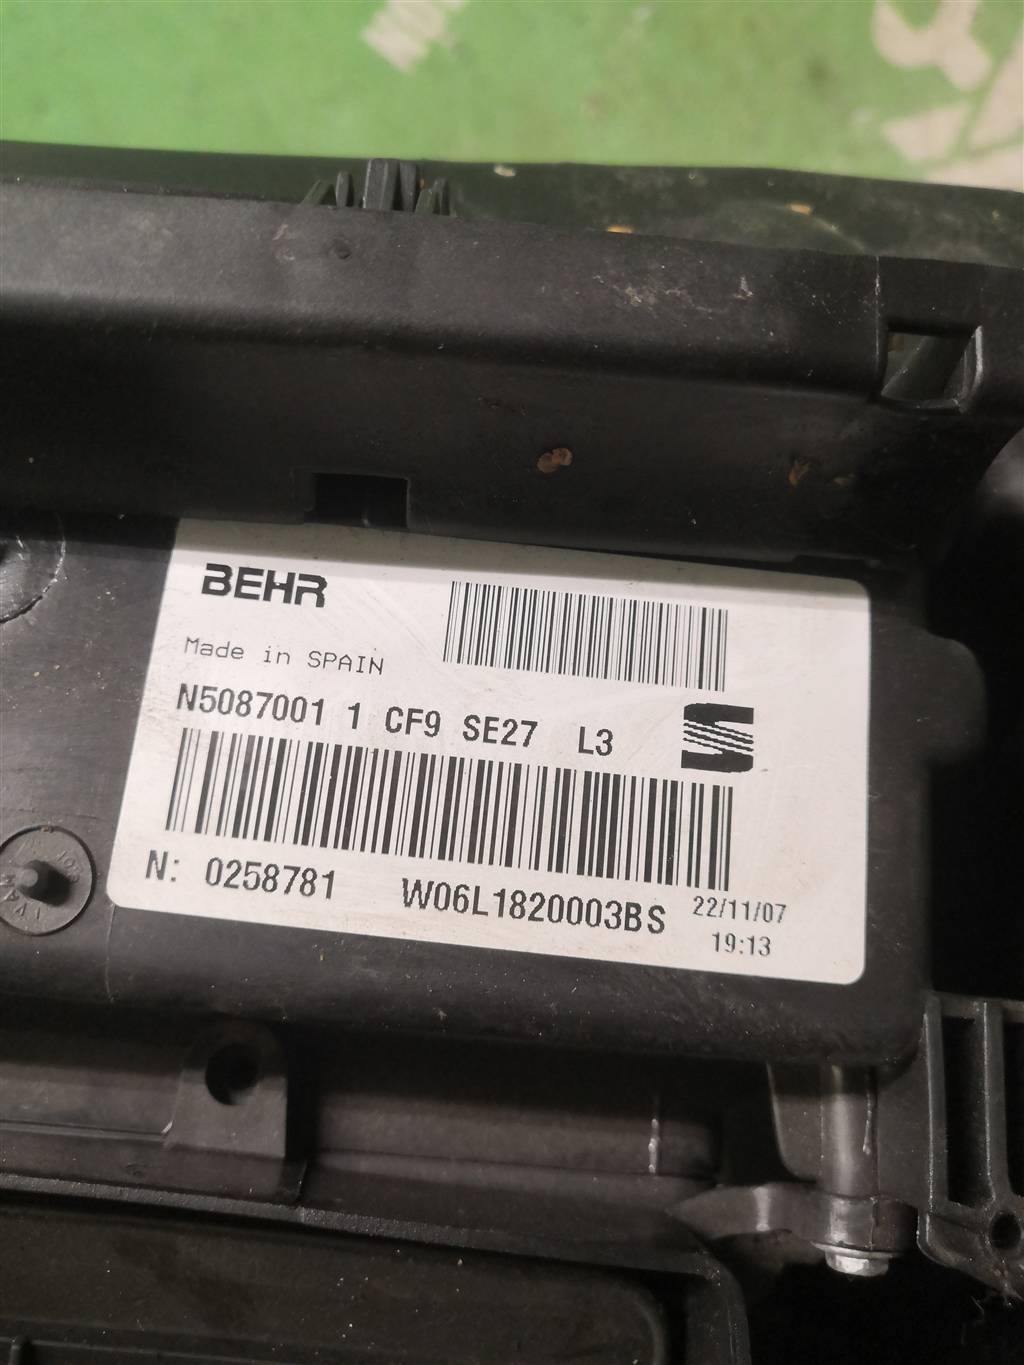 BEHR
Made in SPAIN
N5087001 1 CF9 SE27 L3
N: 0258781 W06L1820003BS 22/11/07
19:13